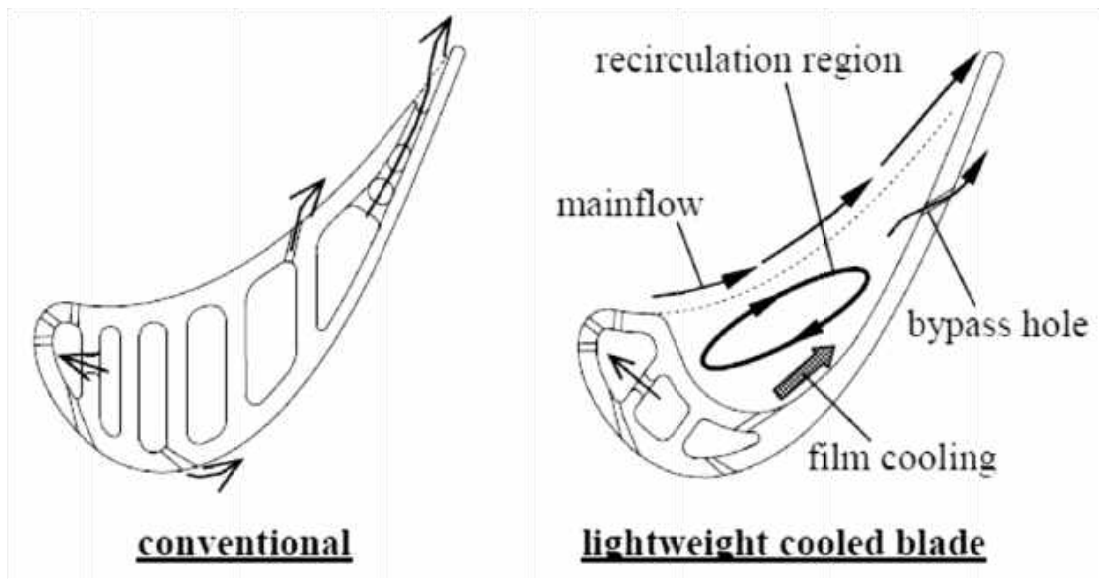 recirculation region
mainflow
bypass hole
film cooling
conventional
lightweight cooled blade